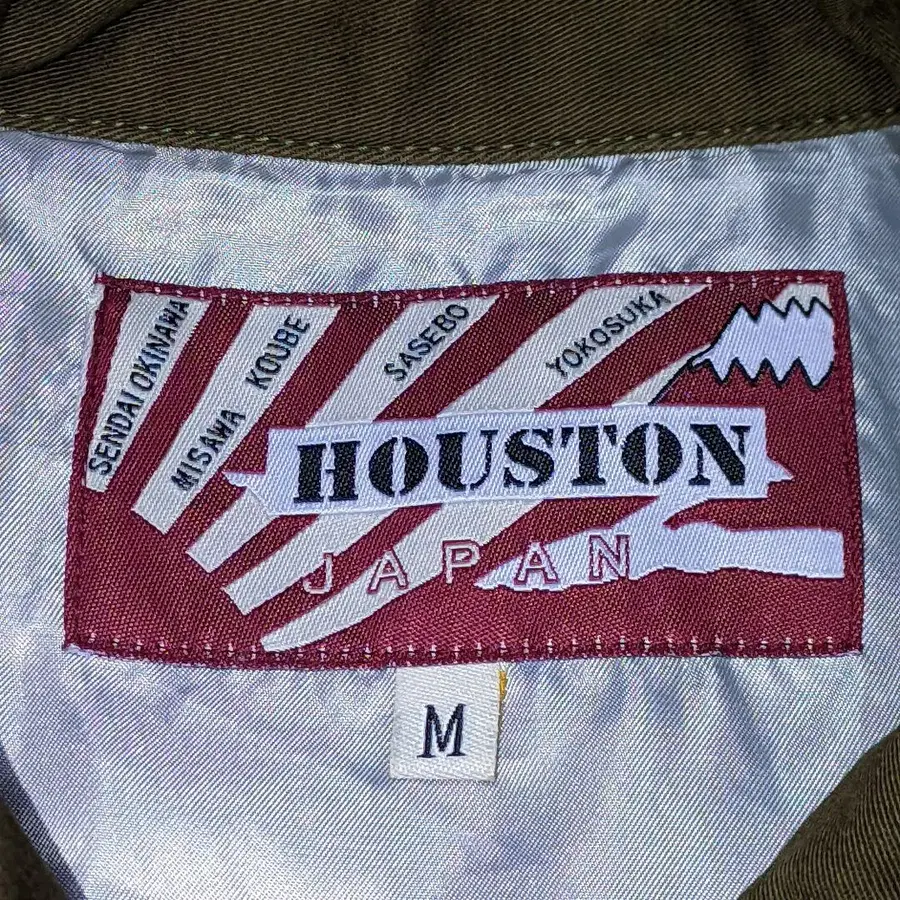 SENDAI OKINAWA
MISAWA KOUBE
SASEBO
YOKOSUKA
HOUSTON
JAPAN
M